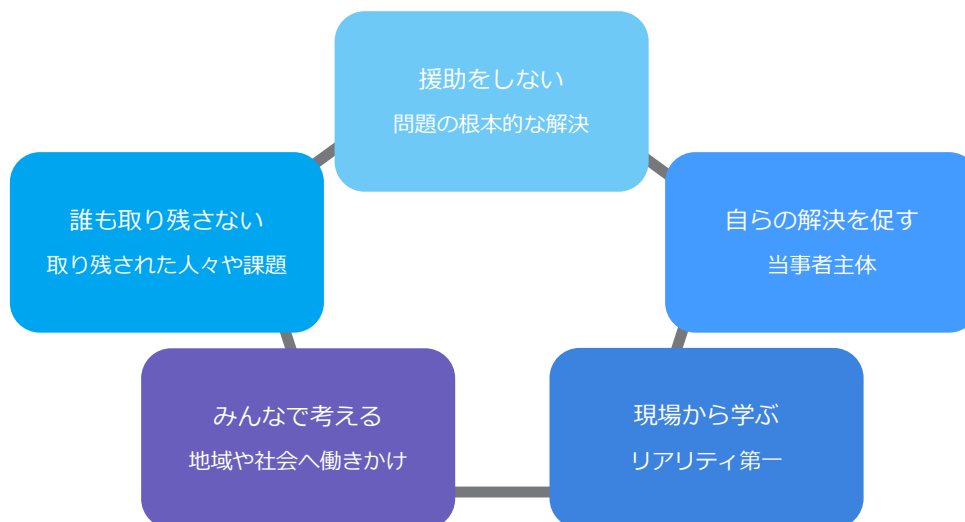 援助をしない
問題の根本的な解決
自らの解決を促す
当事者主体
現場から学ぶ
リアリティ第一
みんなで考える
地域や社会へ働きかけ
誰も取り残さない
取り残された人々や課題